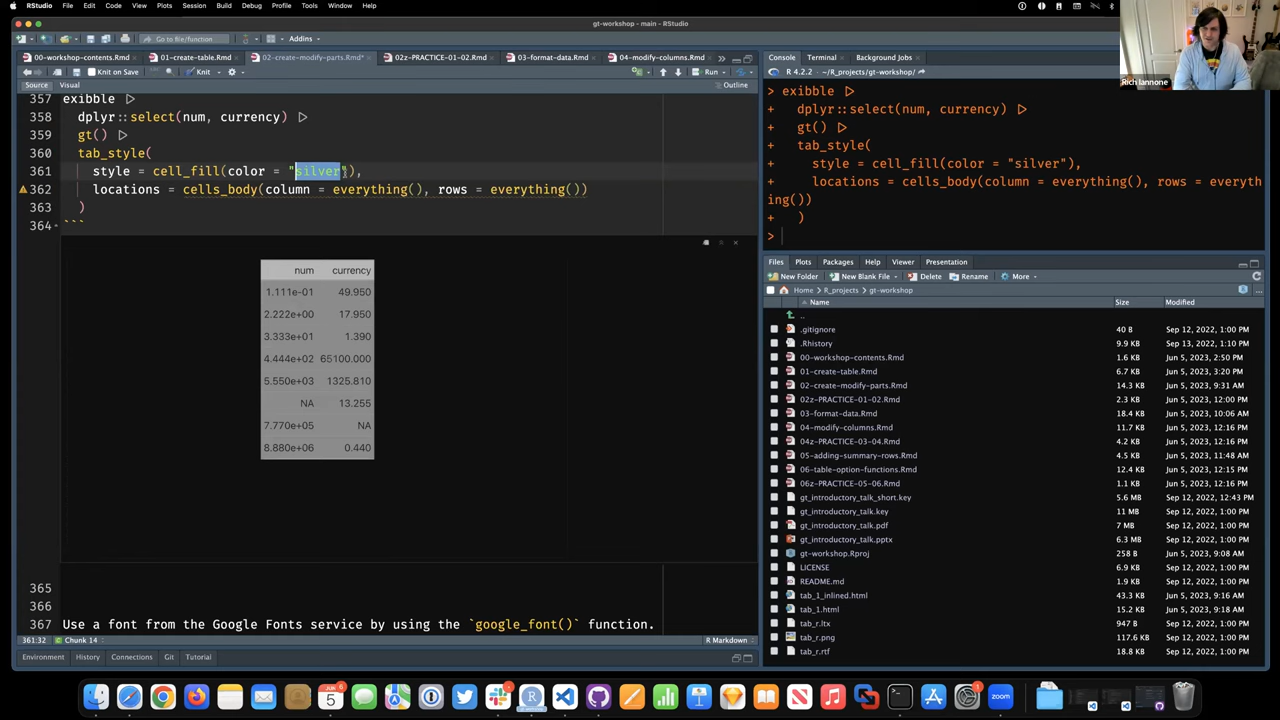 RStudio File Edit Code View Plots Session Build Debug Profile Tools Window Help
gt-workshop - main - RStudio
Go to file/function Addins
00-workshop-contents.Rmd 01-create-table.Rmd 02-create-modify-parts.Rmd* 02z-PRACTICE-01-02.Rmd 03-format-data.Rmd 04-modify-columns.Rmd
Knit on Save Knit Run
Source Visual Outline
357 exibble |>
358 dplyr::select(num, currency) |>
359 gt() |>
360 tab_style(
361 style = cell_fill(color = "silver"),
362 locations = cells_body(column = everything(), rows = everything())
363 )
364 ```
num currency
1.111e-01 49.950
2.222e+00 17.950
3.333e+01 1.390
4.444e+02 65100.000
5.550e+03 1325.810
NA 13.255
7.770e+05 NA
8.880e+06 0.440
365
366
367 Use a font from the Google Fonts service by using the `google_font()` function.
361:32 Chunk 14 R Markdown
Environment History Connections Git Tutorial
Console Terminal Background Jobs
R 4.2.2 · ~/R_projects/gt-workshop/
> exibble |>
+ dplyr::select(num, currency) |>
+ gt() |>
+ tab_style(
+ style = cell_fill(color = "silver"),
+ locations = cells_body(column = everything(), rows = everyth
ing())
+ )
>
Rich Iannone
Files Plots Packages Help Viewer Presentation
New Folder New Blank File Delete Rename More
Home R_projects gt-workshop
Name Size Modified
..
.gitignore 40 B Sep 12, 2022, 1:00 PM
.Rhistory 9.9 KB Sep 13, 2022, 1:10 PM
00-workshop-contents.Rmd 1.6 KB Jun 5, 2023, 2:50 PM
01-create-table.Rmd 6.7 KB Jun 5, 2023, 3:20 PM
02-create-modify-parts.Rmd 14.3 KB Jun 5, 2023, 9:31 AM
02z-PRACTICE-01-02.Rmd 2.3 KB Jun 5, 2023, 12:00 PM
03-format-data.Rmd 18.4 KB Jun 5, 2023, 10:06 AM
04-modify-columns.Rmd 11.7 KB Jun 5, 2023, 12:16 PM
04z-PRACTICE-03-04.Rmd 4.2 KB Jun 5, 2023, 12:16 PM
05-adding-summary-rows.Rmd 4.5 KB Jun 5, 2023, 11:48 AM
06-table-option-functions.Rmd 12.4 KB Jun 5, 2023, 12:15 PM
06z-PRACTICE-05-06.Rmd 1.1 KB Jun 5, 2023, 12:16 PM
gt_introductory_talk_short.key 5.6 MB Sep 12, 2022, 12:43 PM
gt_introductory_talk.key 11 MB Sep 12, 2022, 1:00 PM
gt_introductory_talk.pdf 7 MB Sep 12, 2022, 1:00 PM
gt_introductory_talk.pptx 6.3 MB Sep 12, 2022, 1:00 PM
gt-workshop.Rproj 258 B Jun 5, 2023, 9:08 AM
LICENSE 6.9 KB Sep 12, 2022, 1:00 PM
README.md 1.9 KB Sep 12, 2022, 1:00 PM
tab_1_inlined.html 43.3 KB Jun 5, 2023, 9:16 AM
tab_1.html 15.2 KB Jun 5, 2023, 9:18 AM
tab_r.ltx 947 B Sep 12, 2022, 1:00 PM
tab_r.png 117.6 KB Sep 12, 2022, 1:00 PM
tab_r.rtf 18.8 KB Sep 12, 2022, 1:00 PM